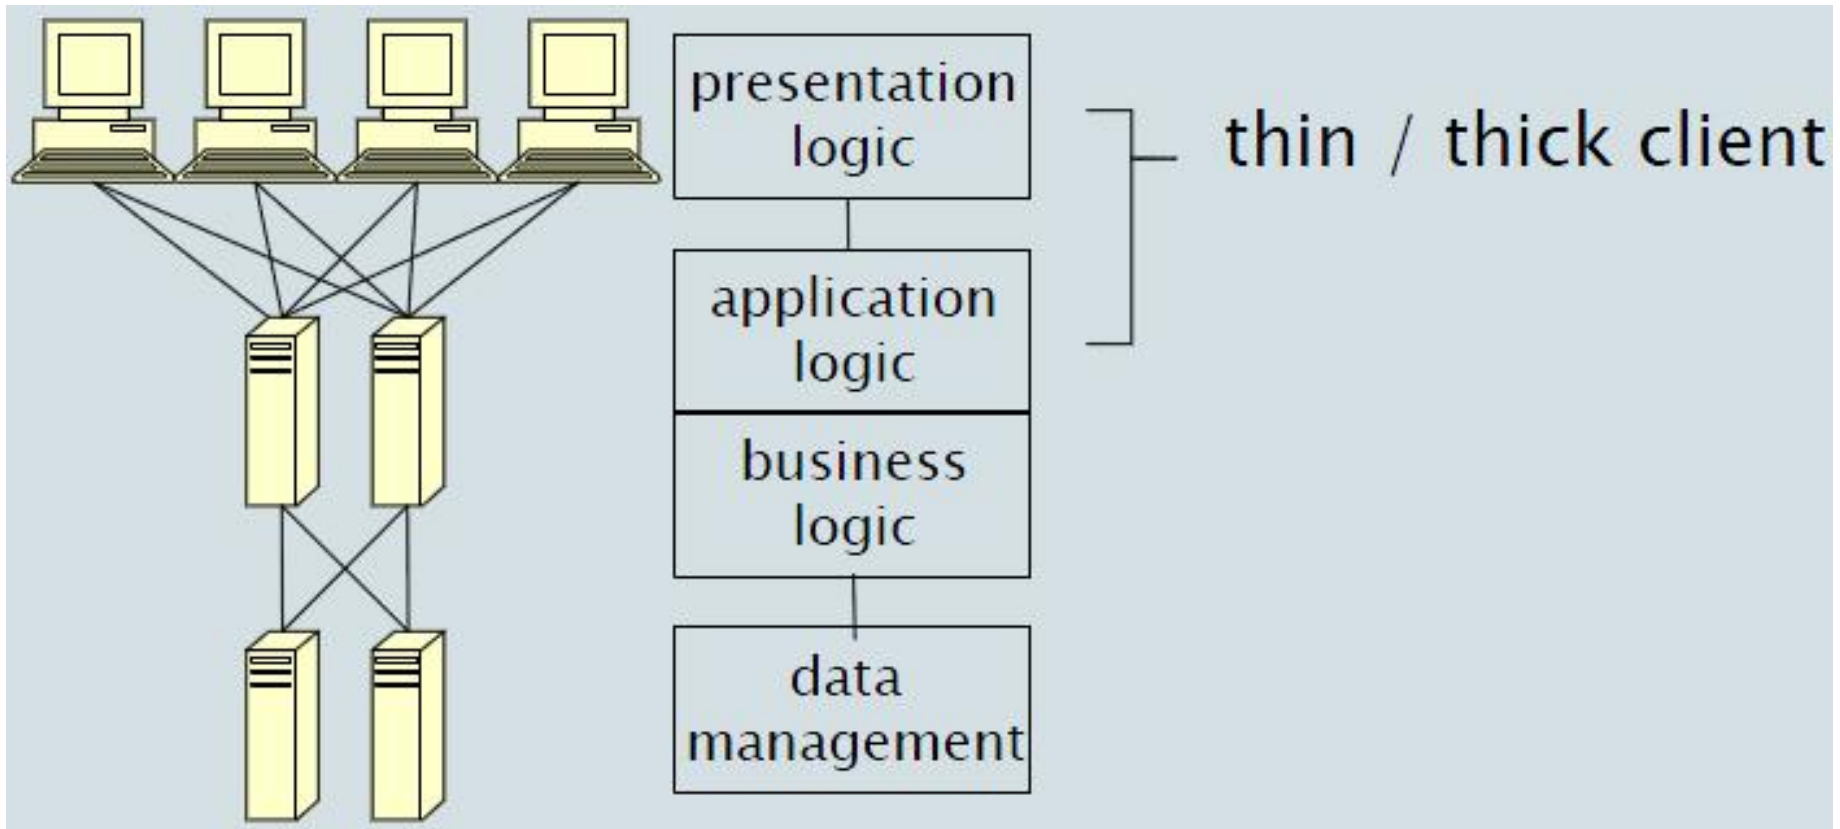 presentation
logic
thin / thick client
application
logic
business
logic
data
management